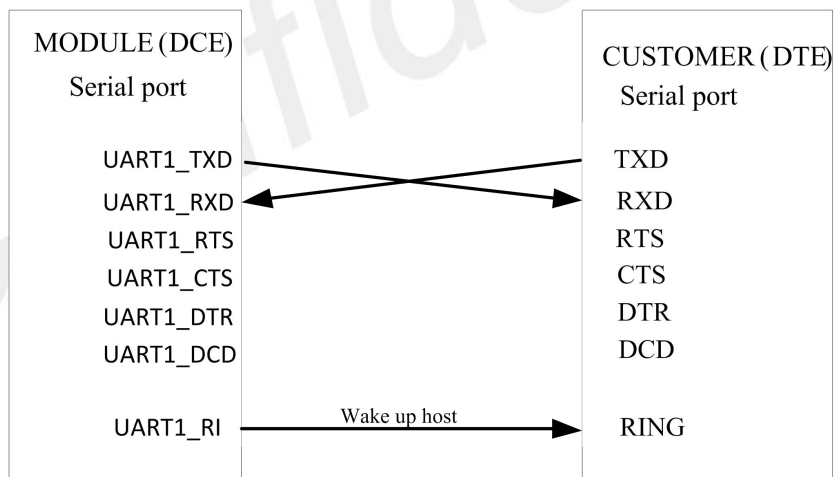 MODULE (DCE)
Serial port
CUSTOMER ( DTE)
Serial port
UART1_TXD
UART1_RXD
UART1_RTS
UART1_CTS
UART1_DTR
UART1_DCD
UART1_RI
Wake up host
TXD
RXD
RTS
CTS
DTR
DCD
RING